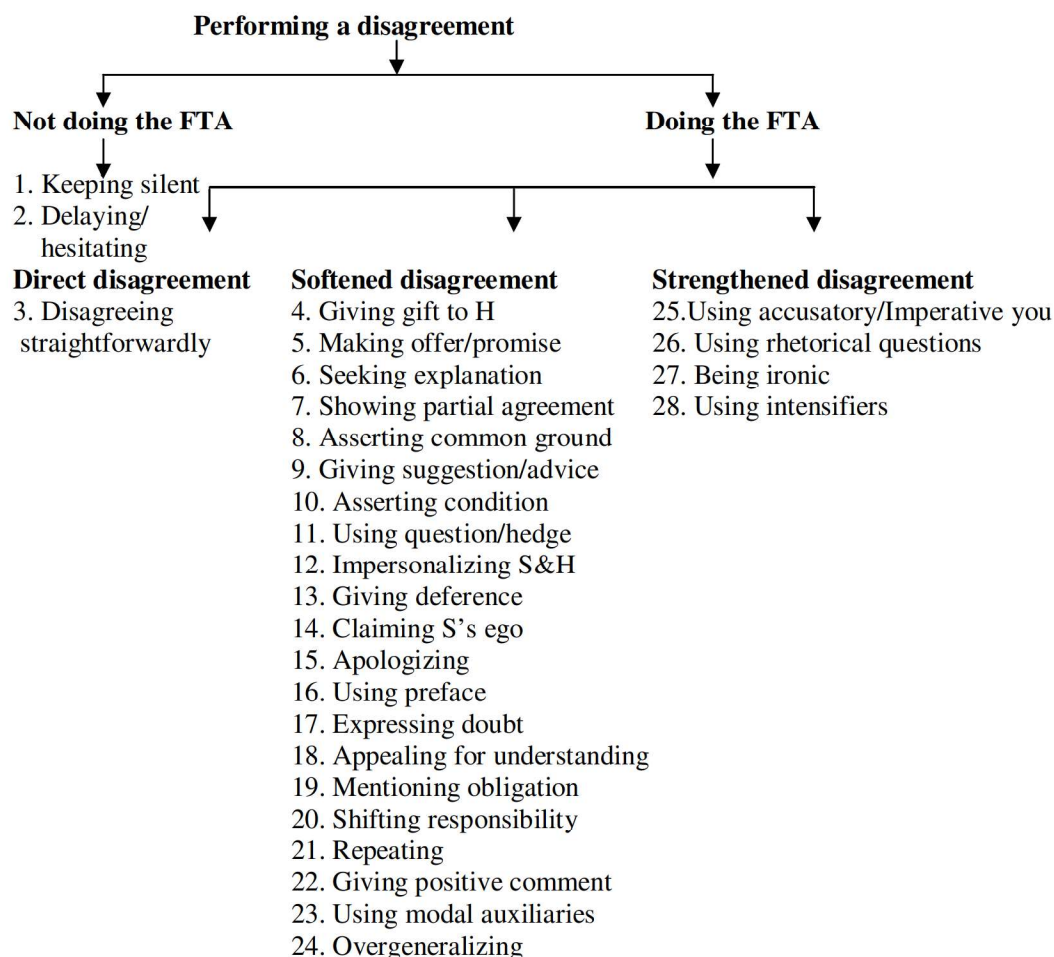 Performing a disagreement
Not doing the FTA
Doing the FTA
1. Keeping silent
2. Delaying/
hesitating
Direct disagreement
3. Disagreeing
straightforwardly
Softened disagreement
4. Giving gift to H
5. Making offer/promise
6. Seeking explanation
7. Showing partial agreement
8. Asserting common ground
9. Giving suggestion/advice
10. Asserting condition
11. Using question/hedge
12. Impersonalizing S&H
13. Giving deference
14. Claiming S’s ego
15. Apologizing
16. Using preface
17. Expressing doubt
18. Appealing for understanding
19. Mentioning obligation
20. Shifting responsibility
21. Repeating
22. Giving positive comment
23. Using modal auxiliaries
24. Overgeneralizing
Strengthened disagreement
25.Using accusatory/Imperative you
26. Using rhetorical questions
27. Being ironic
28. Using intensifiers